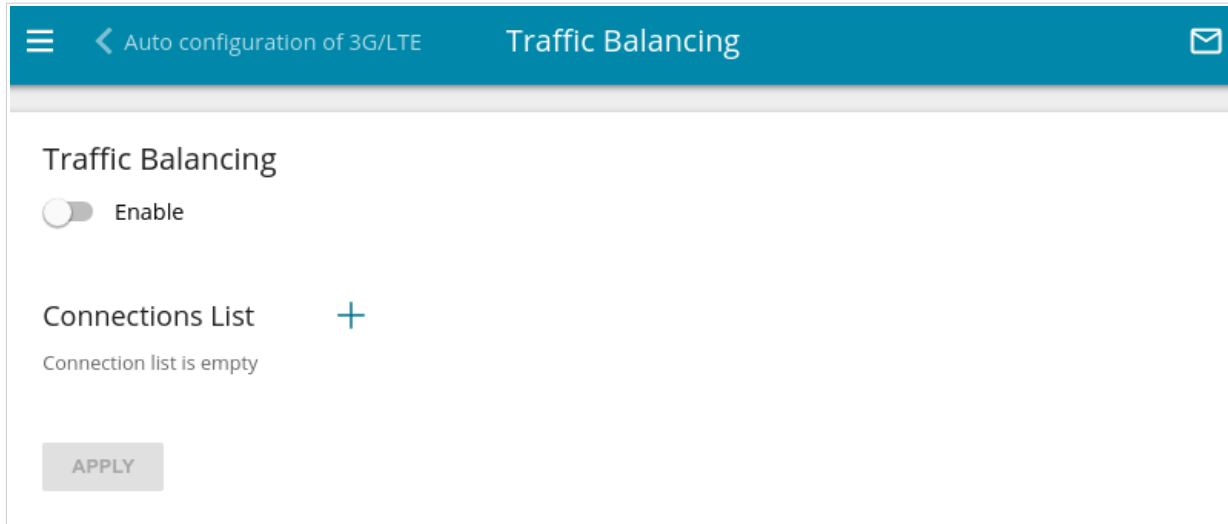 Auto configuration of 3G/LTE Traffic Balancing
Traffic Balancing
Enable
Connections List
Connection list is empty
APPLY